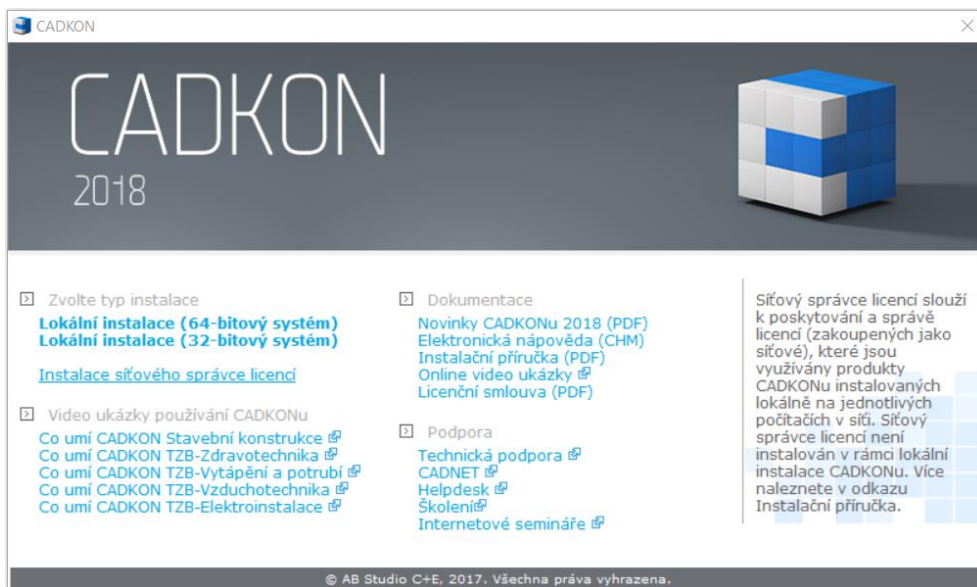 CADKON
CADKON
2018
Zvolte typ instalace
Lokální instalace (64-bitový systém)
Lokální instalace (32-bitový systém)
Instalace síťového správce licencí
Video ukázky používání CADKONu
Co umí CADKON Stavební konstrukce
Co umí CADKON TZB-Zdravotechnika
Co umí CADKON TZB-Vytápění a potrubí
Co umí CADKON TZB-Vzduchotechnika
Co umí CADKON TZB-Elektroinstalace
Dokumentace
Novinky CADKONu 2018 (PDF)
Elektronická nápověda (CHM)
Instalační příručka (PDF)
Online video ukázky
Licenční smlouva (PDF)
Podpora
Technická podpora
CADNET
Helpdesk
Školení
Internetové semináře
Síťový správce licencí slouží
k poskytování a správě
licencí (zakoupených jako
síťové), které jsou
využívány produkty
CADKONu instalovaných
lokálně na jednotlivých
počítačích v síti. Síťový
správce licencí není
instalován v rámci lokální
instalace CADKONu. Více
naleznete v odkazu
Instalační příručka.
© AB Studio C+E, 2017. Všechna práva vyhrazena.